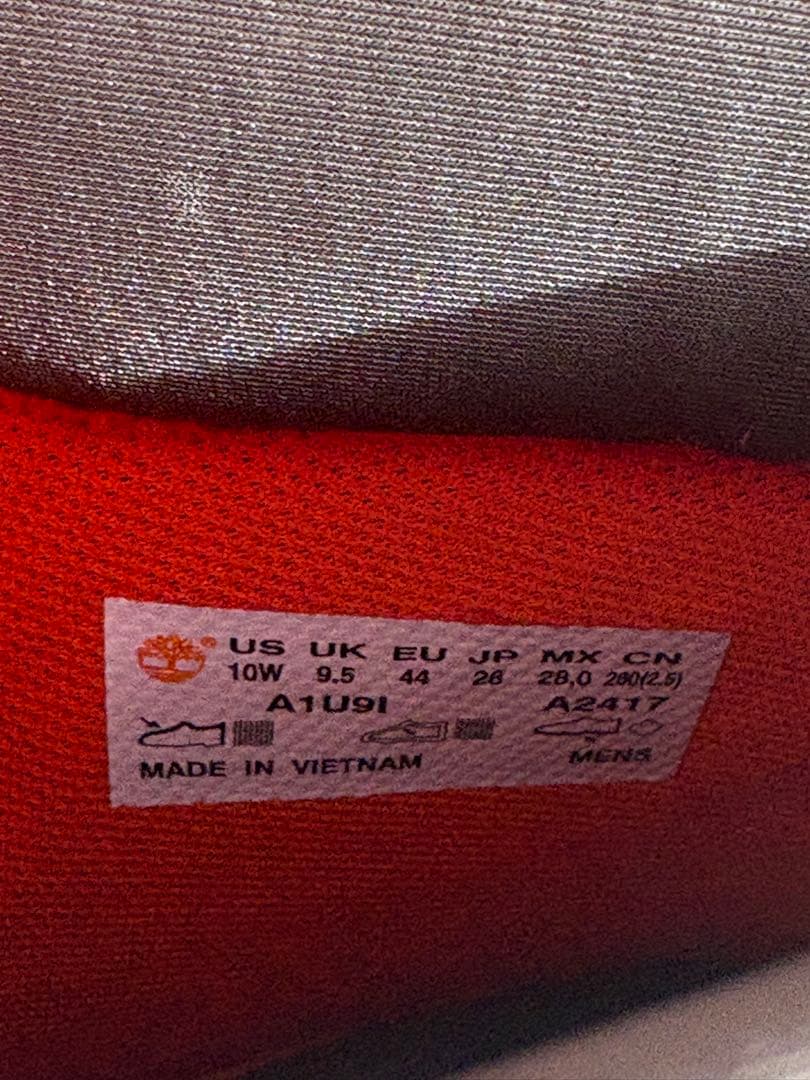 US UK EU JP MX CN
10W 9.5 44 28 28.0 280(2.5)
A1U9I A2417
MADE IN VIETNAM MENS